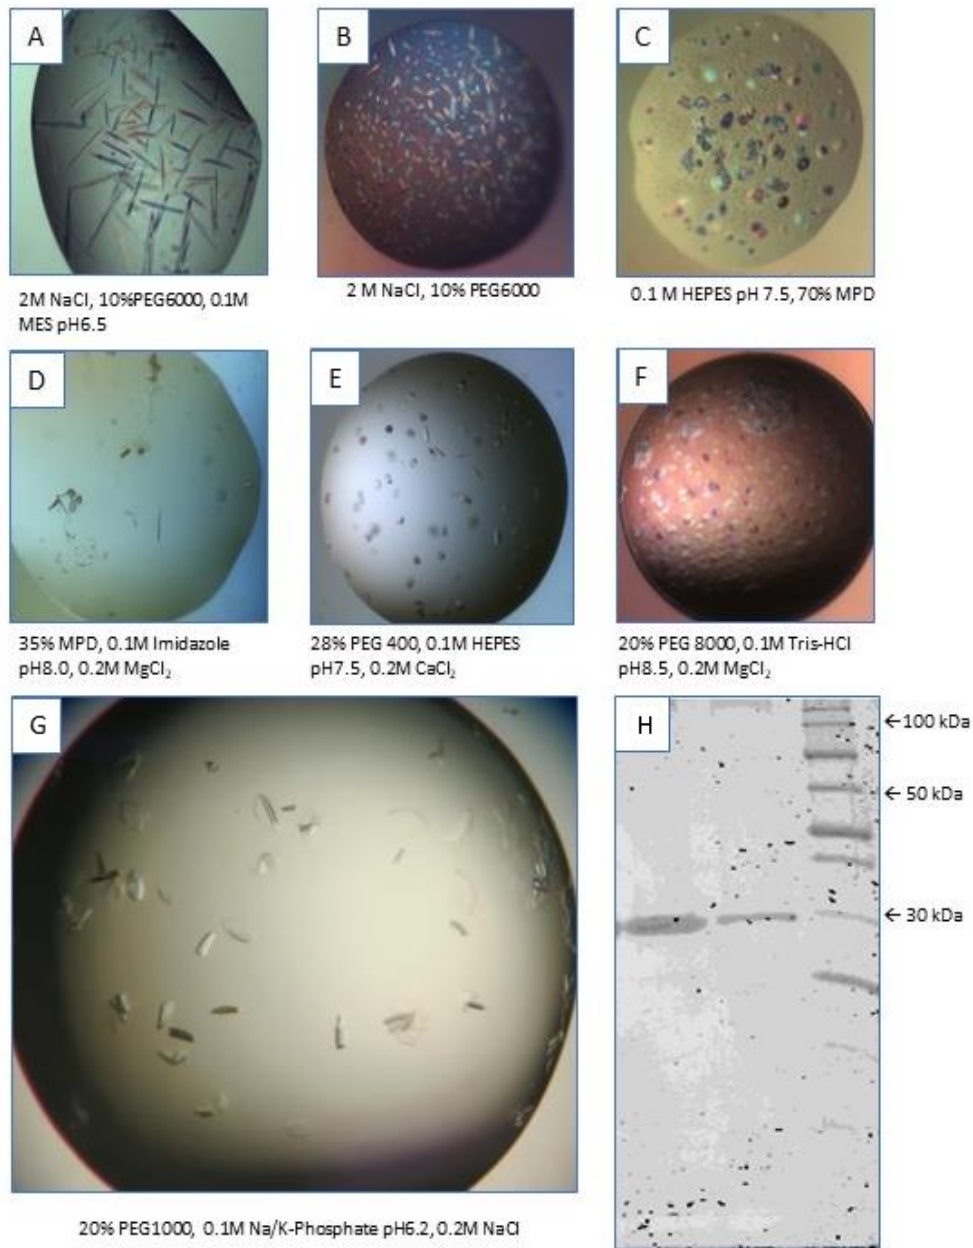 A
B
C
2M NaCl, 10%PEG6000, 0.1M
MES pH6.5
2 M NaCl, 10% PEG6000
0.1 M HEPES pH 7.5, 70% MPD
D
E
F
35% MPD, 0.1M Imidazole
pH8.0, 0.2M MgCl₂
28% PEG 400, 0.1M HEPES
pH7.5, 0.2M CaCl₂
20% PEG 8000, 0.1M Tris-HCl
pH8.5, 0.2M MgCl₂
G
H
←100 kDa
←50 kDa
←30 kDa
20% PEG1000, 0.1M Na/K-Phosphate pH6.2, 0.2M NaCl